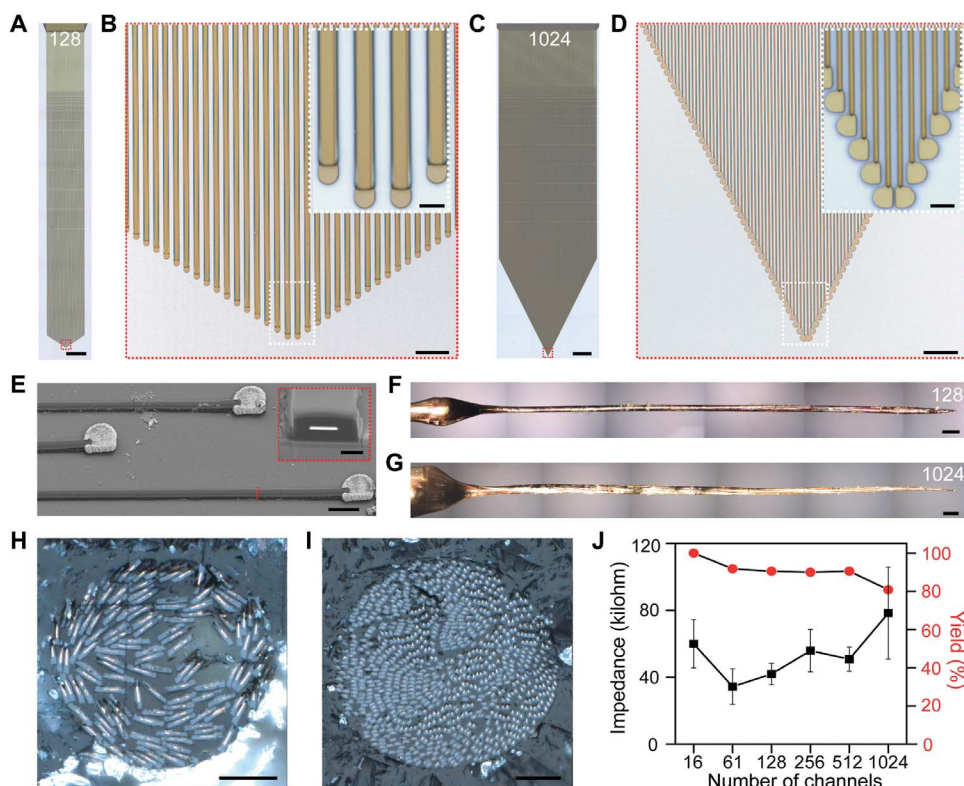 A
128
B
C
1024
D
E
F
128
G
1024
H
I
J
120
80
40
0
Impedance (kilohm)
100
80
60
40
20
0
Yield (%)
16 61 128 256 512 1024
Number of channels